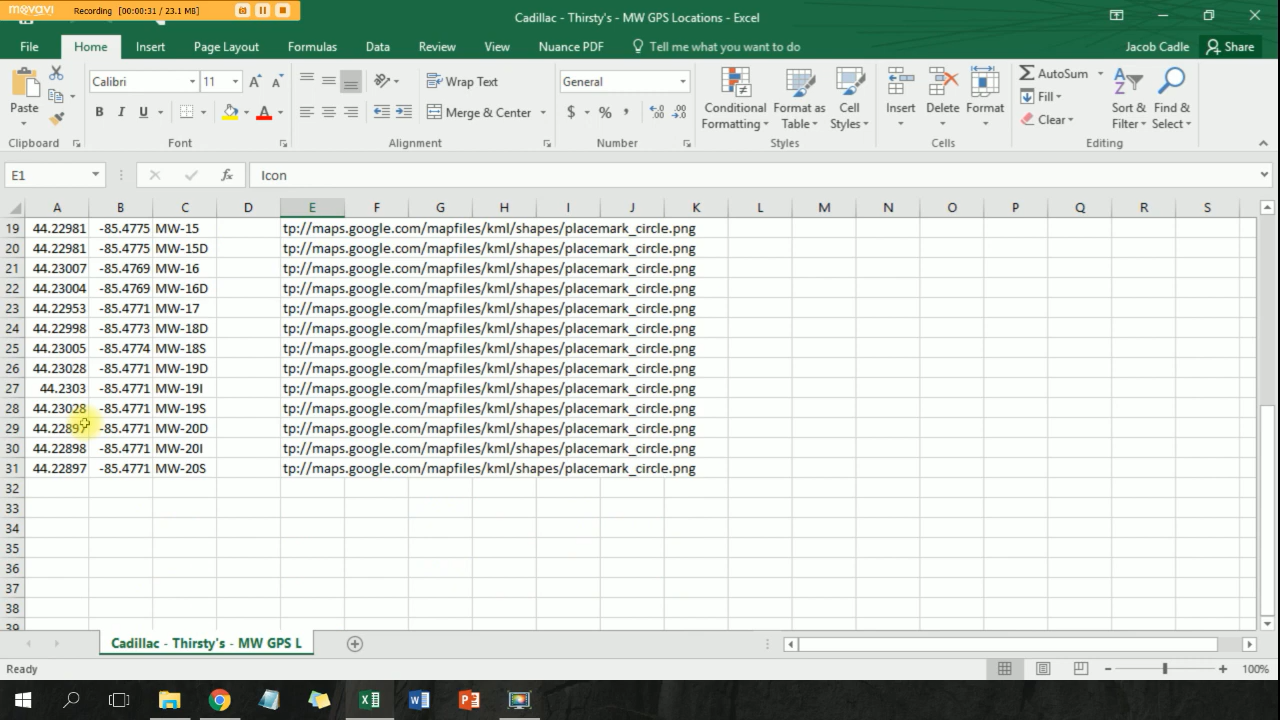 movavi Recording [00:00:31 / 23.1 MB]
Cadillac - Thirsty's - MW GPS Locations - Excel
File Home Insert Page Layout Formulas Data Review View Nuance PDF Tell me what you want to do Jacob Cadle Share
Calibri 11 Wrap Text General AutoSum
Paste Fill
B I U Merge & Center $ % , Conditional Formatting Format as Table Cell Styles Insert Delete Format Clear Sort & Filter Find & Select
Clipboard Font Alignment Number Styles Cells Editing
E1 fx Icon
A B C D E F G H I J K L M N O P Q R S
19 44.22981 -85.4775 MW-15 tp://maps.google.com/mapfiles/kml/shapes/placemark_circle.png
20 44.22981 -85.4775 MW-15D tp://maps.google.com/mapfiles/kml/shapes/placemark_circle.png
21 44.23007 -85.4769 MW-16 tp://maps.google.com/mapfiles/kml/shapes/placemark_circle.png
22 44.23004 -85.4769 MW-16D tp://maps.google.com/mapfiles/kml/shapes/placemark_circle.png
23 44.22953 -85.4771 MW-17 tp://maps.google.com/mapfiles/kml/shapes/placemark_circle.png
24 44.22998 -85.4773 MW-18D tp://maps.google.com/mapfiles/kml/shapes/placemark_circle.png
25 44.23005 -85.4774 MW-18S tp://maps.google.com/mapfiles/kml/shapes/placemark_circle.png
26 44.23028 -85.4771 MW-19D tp://maps.google.com/mapfiles/kml/shapes/placemark_circle.png
27 44.2303 -85.4771 MW-19I tp://maps.google.com/mapfiles/kml/shapes/placemark_circle.png
28 44.23028 -85.4771 MW-19S tp://maps.google.com/mapfiles/kml/shapes/placemark_circle.png
29 44.22897 -85.4771 MW-20D tp://maps.google.com/mapfiles/kml/shapes/placemark_circle.png
30 44.22898 -85.4771 MW-20I tp://maps.google.com/mapfiles/kml/shapes/placemark_circle.png
31 44.22897 -85.4771 MW-20S tp://maps.google.com/mapfiles/kml/shapes/placemark_circle.png
32
33
34
35
36
37
38
39
Cadillac - Thirsty's - MW GPS L
Ready 100%